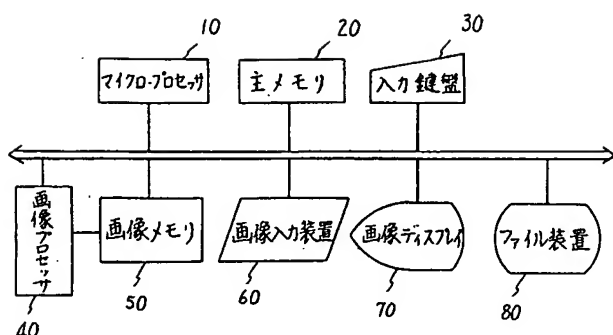 10
20
30
マイクロ・プロセッサ
主メモリ
入力鍵盤
画像プロセッサ
画像メモリ
画像入力装置
画像ディスプレイ
ファイル装置
40
50
60
70
80